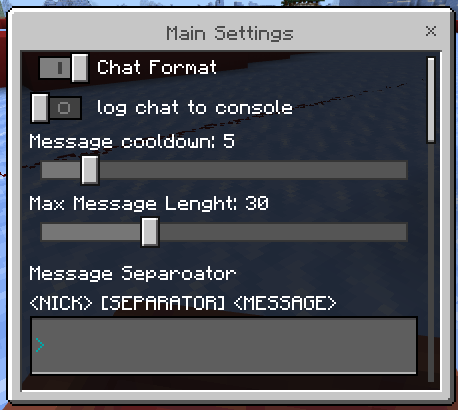 Main Settings
Chat Format
log chat to console
Message cooldown: 5
Max Message Lenght: 30
Message Separoator
<NICK> [SEPARATOR] <MESSAGE>
>